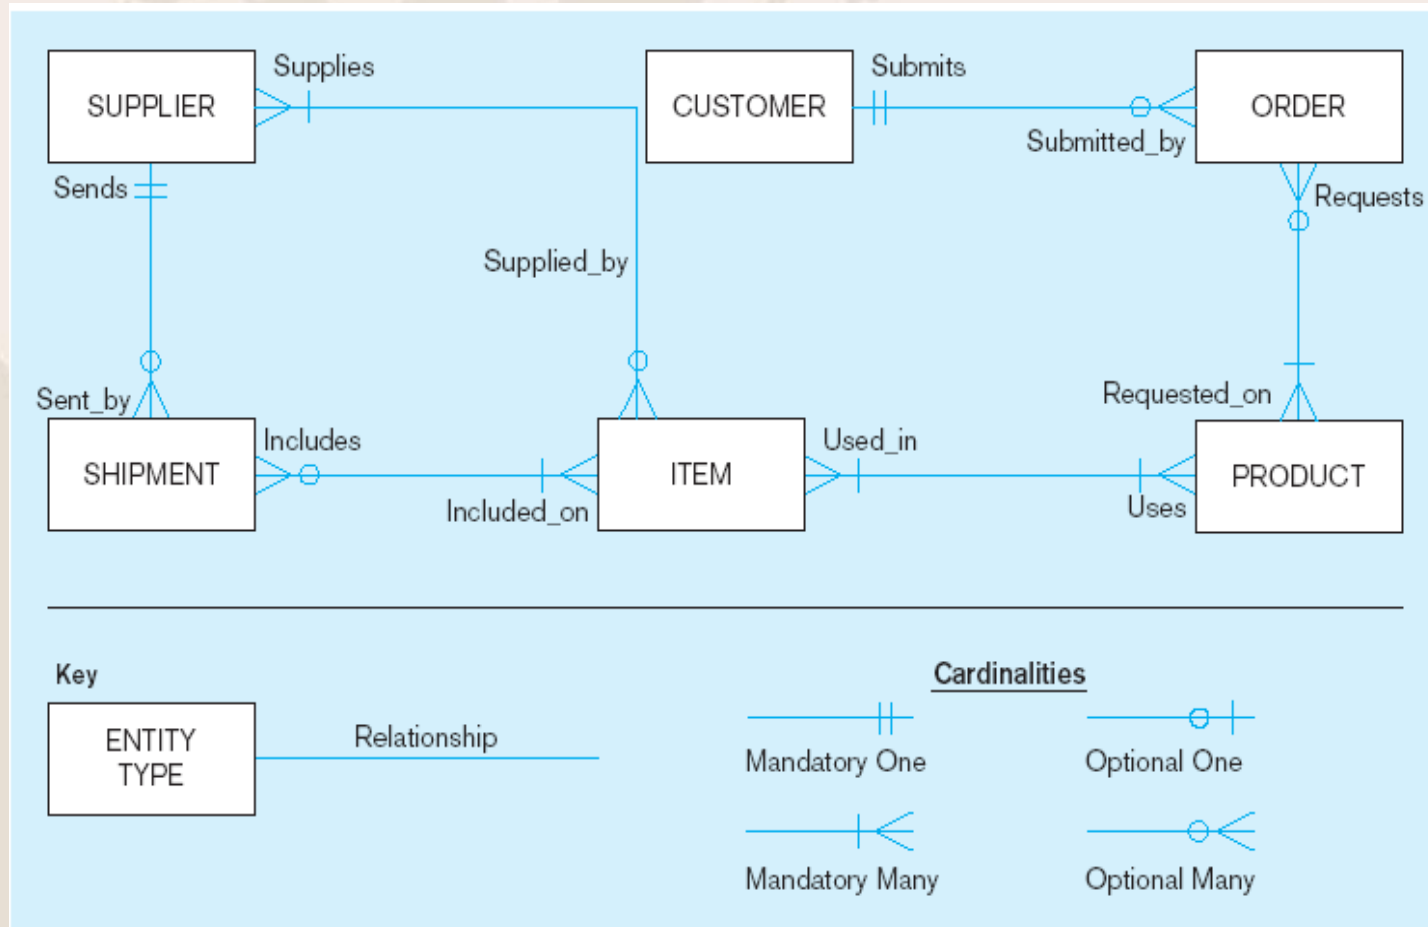 Supplies
Submits
SUPPLIER
CUSTOMER
ORDER
Submitted_by
Sends
Requests
Supplied_by
Sent_by
Requested_on
Includes
Used_in
SHIPMENT
ITEM
PRODUCT
Included_on
Uses
Key
Cardinalities
ENTITY
TYPE
Relationship
Mandatory One
Optional One
Mandatory Many
Optional Many